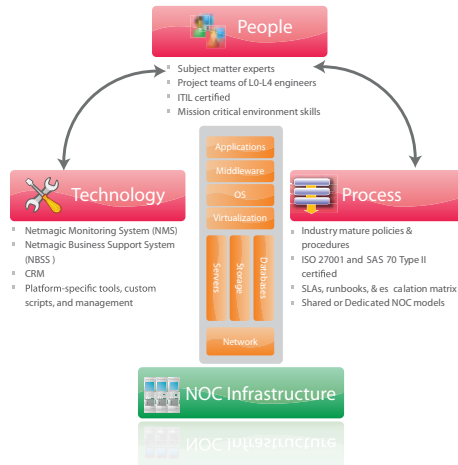 People
Subject matter experts
Project teams of L0-L4 engineers
ITIL certified
Mission critical environment skills
Technology
Netmagic Monitoring System (NMS)
Netmagic Business Support System
(NBSS )
CRM
Platform-specific tools, custom
scripts, and management
Applications
Middleware
OS
Virtualization
Servers
Storage
Databases
Network
Process
Industry mature policies &
procedures
ISO 27001 and SAS 70 Type II
certified
SLAs, runbooks, & es calation matrix
Shared or Dedicated NOC models
NOC Infrastructure